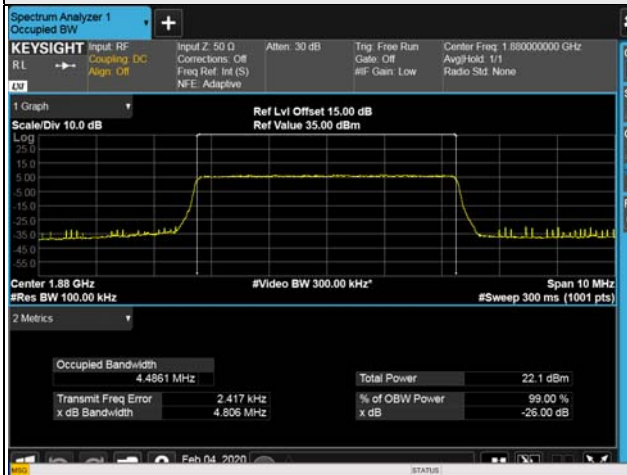 Spectrum Analyzer 1
Occupied BW
KEYSIGHT Input: RF Input Z: 50 Ω Atten: 30 dB Trig: Free Run Center Freq: 1.880000000 GHz
RL Coupling: DC Corrections: Off Gate: Off Avg|Hold: 1/1
Align: Off Freq Ref: Int (S) #IF Gain: Low Radio Std: None
NFE: Adaptive
1 Graph
Ref Lvl Offset 15.00 dB
Scale/Div 10.0 dB Ref Value 35.00 dBm
Log
25.0
15.0
5.00
-5.00
-15.0
-25.0
-35.0
-45.0
-55.0
Center 1.88 GHz #Video BW 300.00 kHz* Span 10 MHz
#Res BW 100.00 kHz #Sweep 300 ms (1001 pts)
2 Metrics
Occupied Bandwidth
4.4861 MHz Total Power 22.1 dBm
Transmit Freq Error 2.417 kHz % of OBW Power 99.00 %
x dB Bandwidth 4.806 MHz x dB -26.00 dB
Feb 04, 2020
MSG STATUS